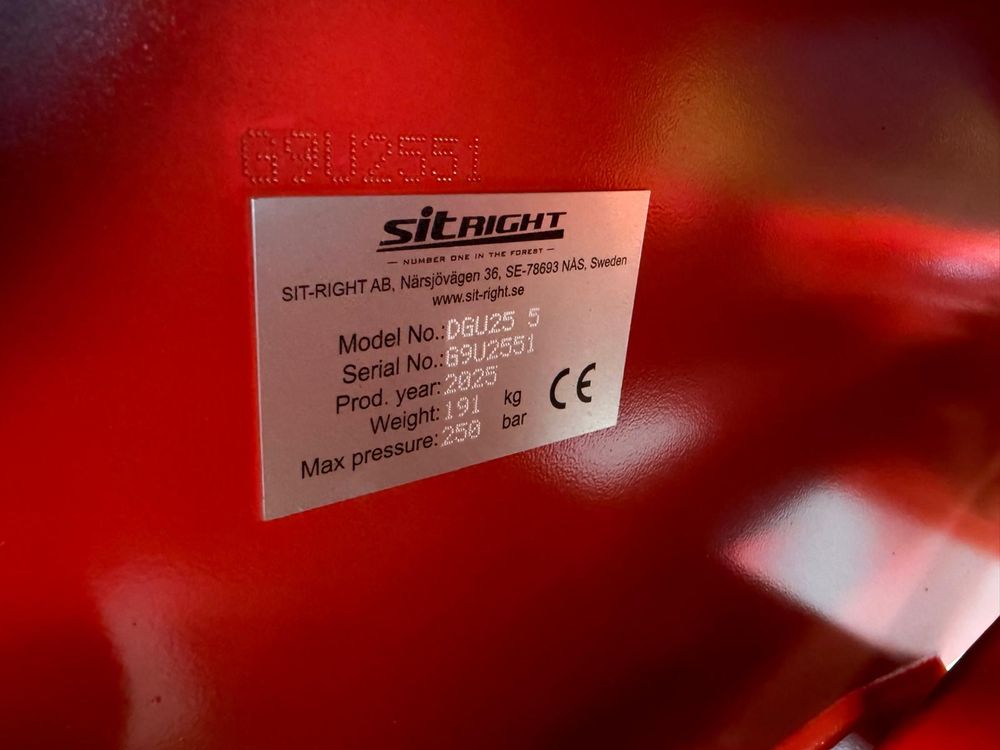 G9U2551
sitRIGHT
— NUMBER ONE IN THE FOREST —
SIT-RIGHT AB, Närsjövägen 36, SE-78693 NÅS, Sweden
www.sit-right.se
Model No.: DGU25 5
Serial No.: G9U2551
Prod. year: 2025
Weight: 191 kg
Max pressure: 250 bar
CE